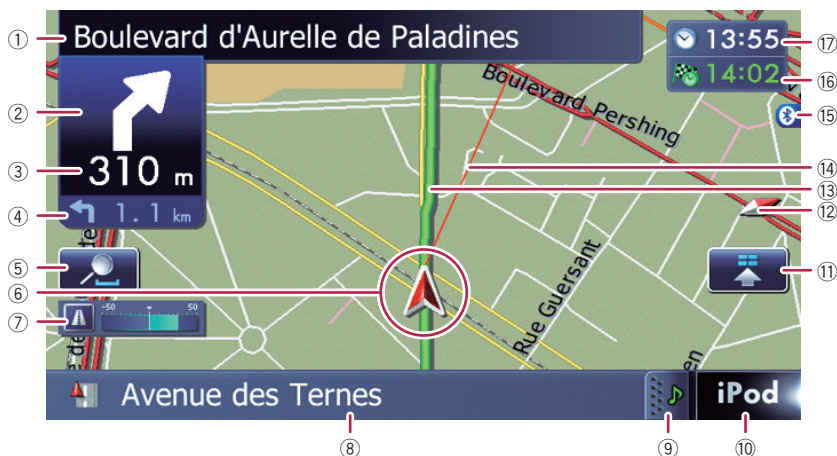 ① Boulevard d'Aurelle de Paladines
13:55 ⑰
14:02 ⑯
②
Boulevard Pershing
⑮
③ 310 m
⑭
⑬
④ 1.1 km
⑫
⑤
⑥
⑪
⑦ -50 50
Rue Guersant
de
en
Avenue des Ternes
iPod
⑧
⑨
⑩